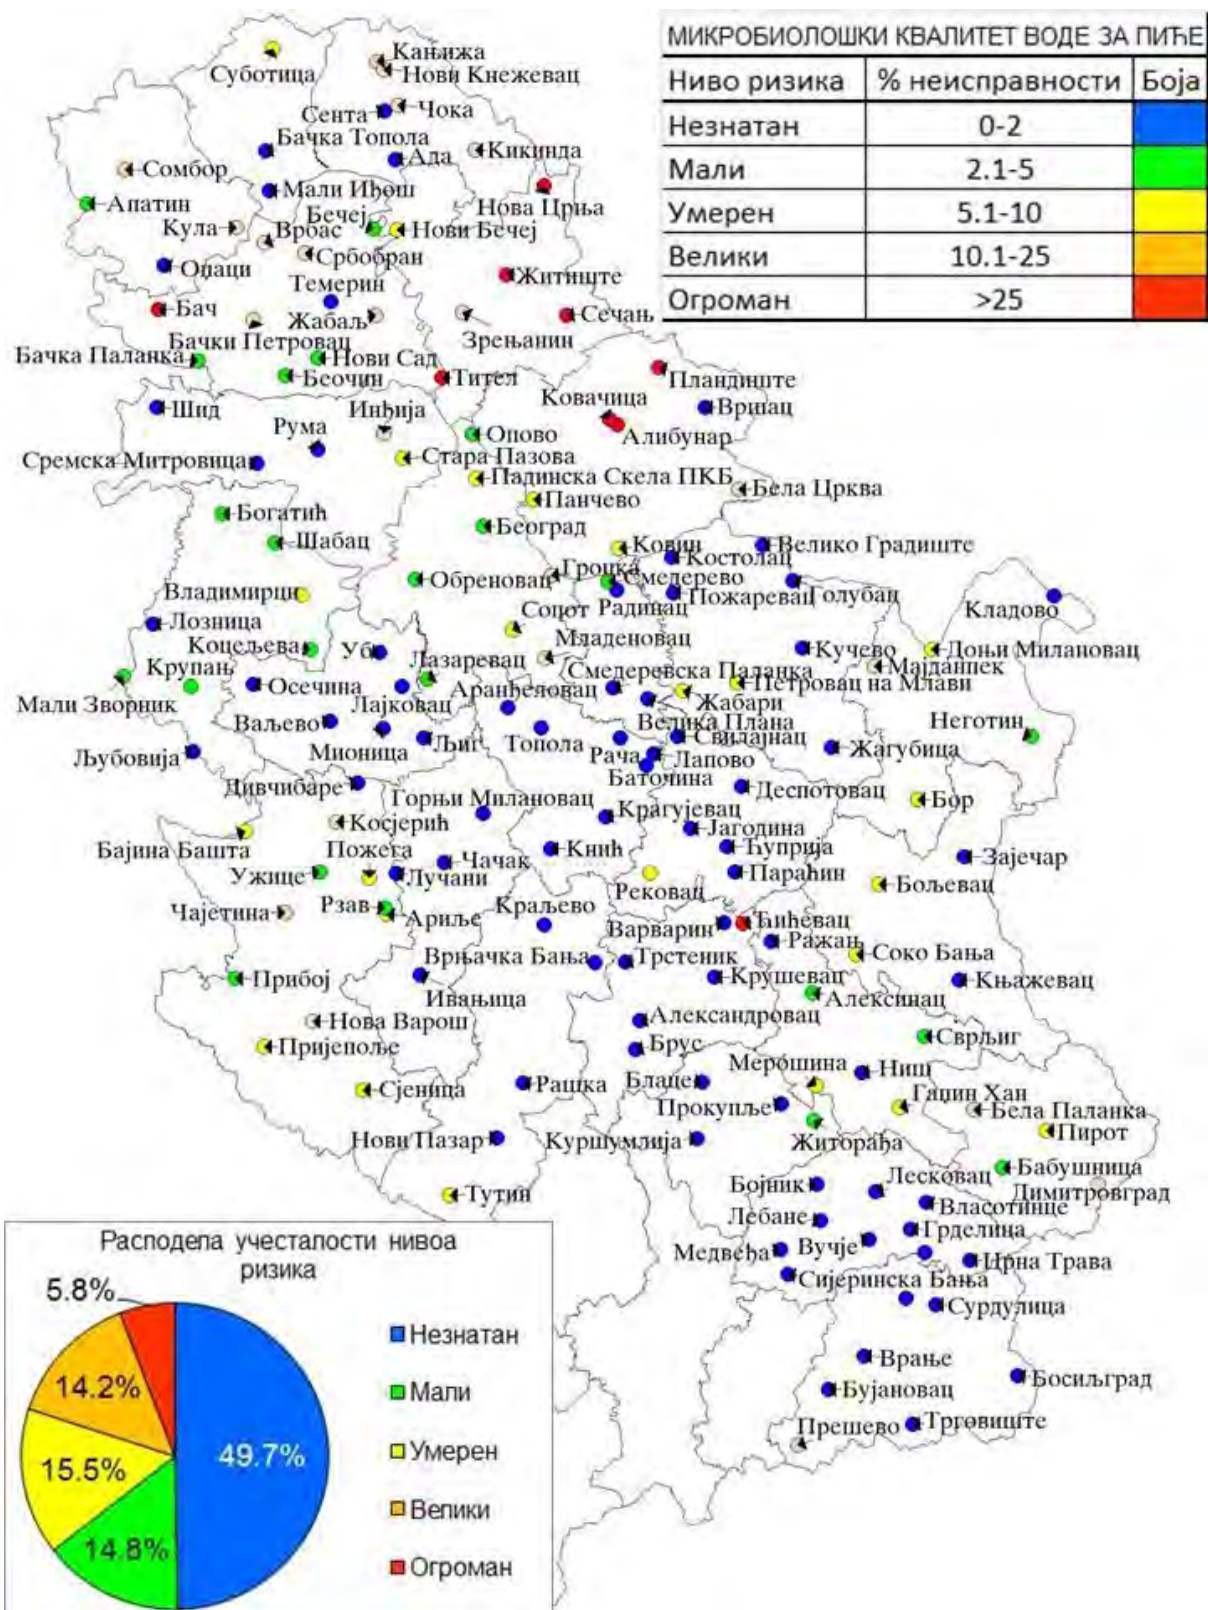 МИКРОБИОЛОШКИ КВАЛИТЕТ ВОДЕ ЗА ПИЋЕ
Ниво ризика % неисправности Боја
Незнатан 0-2
Мали 2.1-5
Умерен 5.1-10
Велики 10.1-25
Огроман >25
Суботица
Кањижа
Нови Кнежевац
Сента
Чока
Бачка Топола
Ада
Кикинда
Сомбор
Мали Иђош
Нова Црња
Апатин
Бечеј
Кула
Врбас
Нови Бечеј
Србобран
Оџаци
Житиште
Темерин
Бач
Жабаљ
Сечањ
Зрењанин
Бачки Петровац
Бачка Паланка
Нови Сад
Беочин
Тител
Пландиште
Ковачица
Шид
Инђија
Вршац
Рума
Опово
Алибунар
Сремска Митровица
Стара Пазова
Падинска Скела ПКБ
Бела Црква
Панчево
Богатић
Београд
Шабац
Ковин
Велико Градиште
Костолац
Обреновац
Гроцка
Смедерево
Владимирци
Радинац
Пожаревац
Голубац
Кладово
Лозница
Сопот
Младеновац
Коцељева
Уб
Кучево
Доњи Милановац
Крупањ
Лазаревац
Смедеревска Паланка
Мајданпек
Осечина
Аранђеловац
Петровац на Млави
Мали Зворник
Лајковац
Жабари
Ваљево
Велика Плана
Неготин
Љиг
Топола
Свилајнац
Мионица
Љубовија
Рача
Лапово
Жагубица
Баточина
Дивчибаре
Деспотовац
Горњи Милановац
Бор
Косјерић
Крагујевац
Јагодина
Бајина Башта
Пожега
Кнић
Ћуприја
Чачак
Зајечар
Ужице
Лучани
Рековац
Параћин
Бољевац
Рзав
Чајетина
Ариље
Краљево
Варварин
Ћићевац
Ражањ
Соко Бања
Врњачка Бања
Трстеник
Прибој
Крушевац
Књажевац
Ивањица
Алексинац
Нова Варош
Александровац
Сврљиг
Пријепоље
Брус
Мерошина
Ниш
Сјеница
Рашка
Блаце
Гаџин Хан
Прокупље
Бела Паланка
Нови Пазар
Куршумлија
Житорађа
Пирот
Бабушница
Бојник
Лесковац
Димитровград
Тутин
Власотинце
Лебане
Грделица
Медвеђа
Вучје
Црна Трава
Сијеринска Бања
Сурдулица
Врање
Босиљград
Бујановац
Прешево
Трговиште
Расподела учесталости нивоа
ризика
5.8%
14.2%
15.5%
14.8%
49.7%
Незнатан
Мали
Умерен
Велики
Огроман